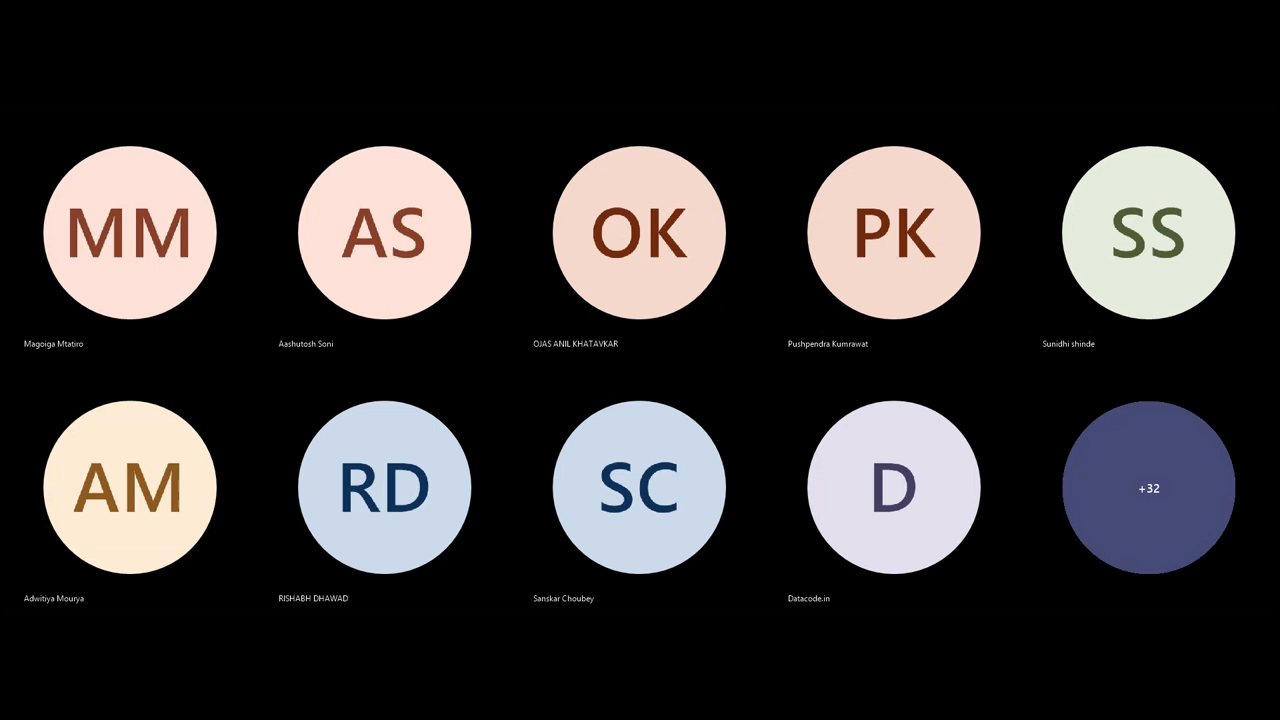 MM
AS
OK
PK
SS
Magoiga Mtatiro
Aashutosh Soni
OJAS ANIL KHATAVKAR
Pushpendra Kumrawat
Sunidhi shinde
AM
RD
SC
D
+32
Adwitiya Mourya
RISHABH DHAWAD
Sanskar Choubey
Datacode.in